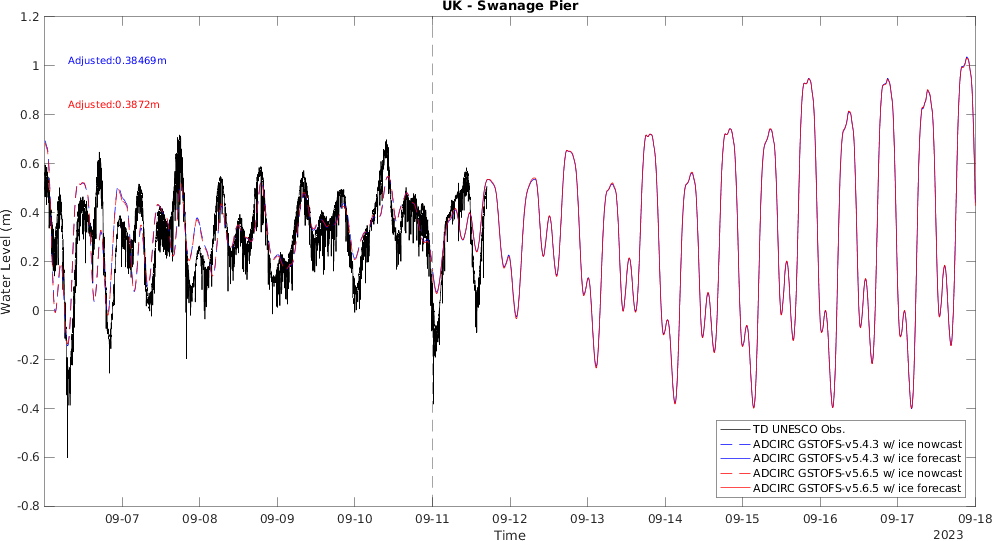 UK - Swanage Pier
Adjusted:0.38469m
Adjusted:0.3872m
Water Level (m)
1.2
1
0.8
0.6
0.4
0.2
0
-0.2
-0.4
-0.6
-0.8
TD UNESCO Obs.
ADCIRC GSTOFS-v5.4.3 w/ ice nowcast
ADCIRC GSTOFS-v5.4.3 w/ ice forecast
ADCIRC GSTOFS-v5.6.5 w/ ice nowcast
ADCIRC GSTOFS-v5.6.5 w/ ice forecast
09-07 09-08 09-09 09-10 09-11 09-12 09-13 09-14 09-15 09-16 09-17 09-18
Time
2023